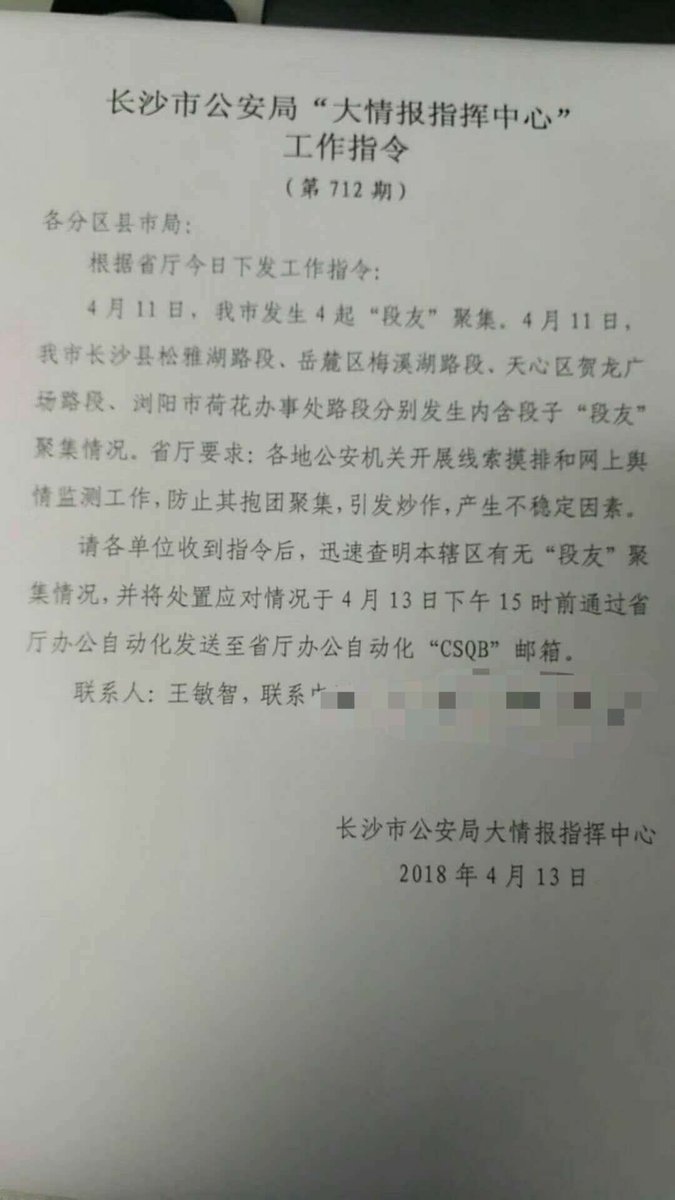 长沙市公安局“大情报指挥中心”
工作指令
（第 712 期）
各分区县市局：
根据省厅今日下发工作指令：
4 月 11 日，我市发生 4 起“段友”聚集。4 月 11 日，
我市长沙县松雅湖路段、岳麓区梅溪湖路段、天心区贺龙广
场路段、浏阳市荷花办事处路段分别发生内含段子“段友”
聚集情况。省厅要求：各地公安机关开展线索摸排和网上舆
情监测工作，防止其抱团聚集，引发炒作，产生不稳定因素。
请各单位收到指令后，迅速查明本辖区有无“段友”聚
集情况，并将处置应对情况于 4 月 13 日下午 15 时前通过省
厅办公自动化发送至省厅办公自动化“CSQB”邮箱。
联系人：王敏智，联系
长沙市公安局大情报指挥中心
2018 年 4 月 13 日